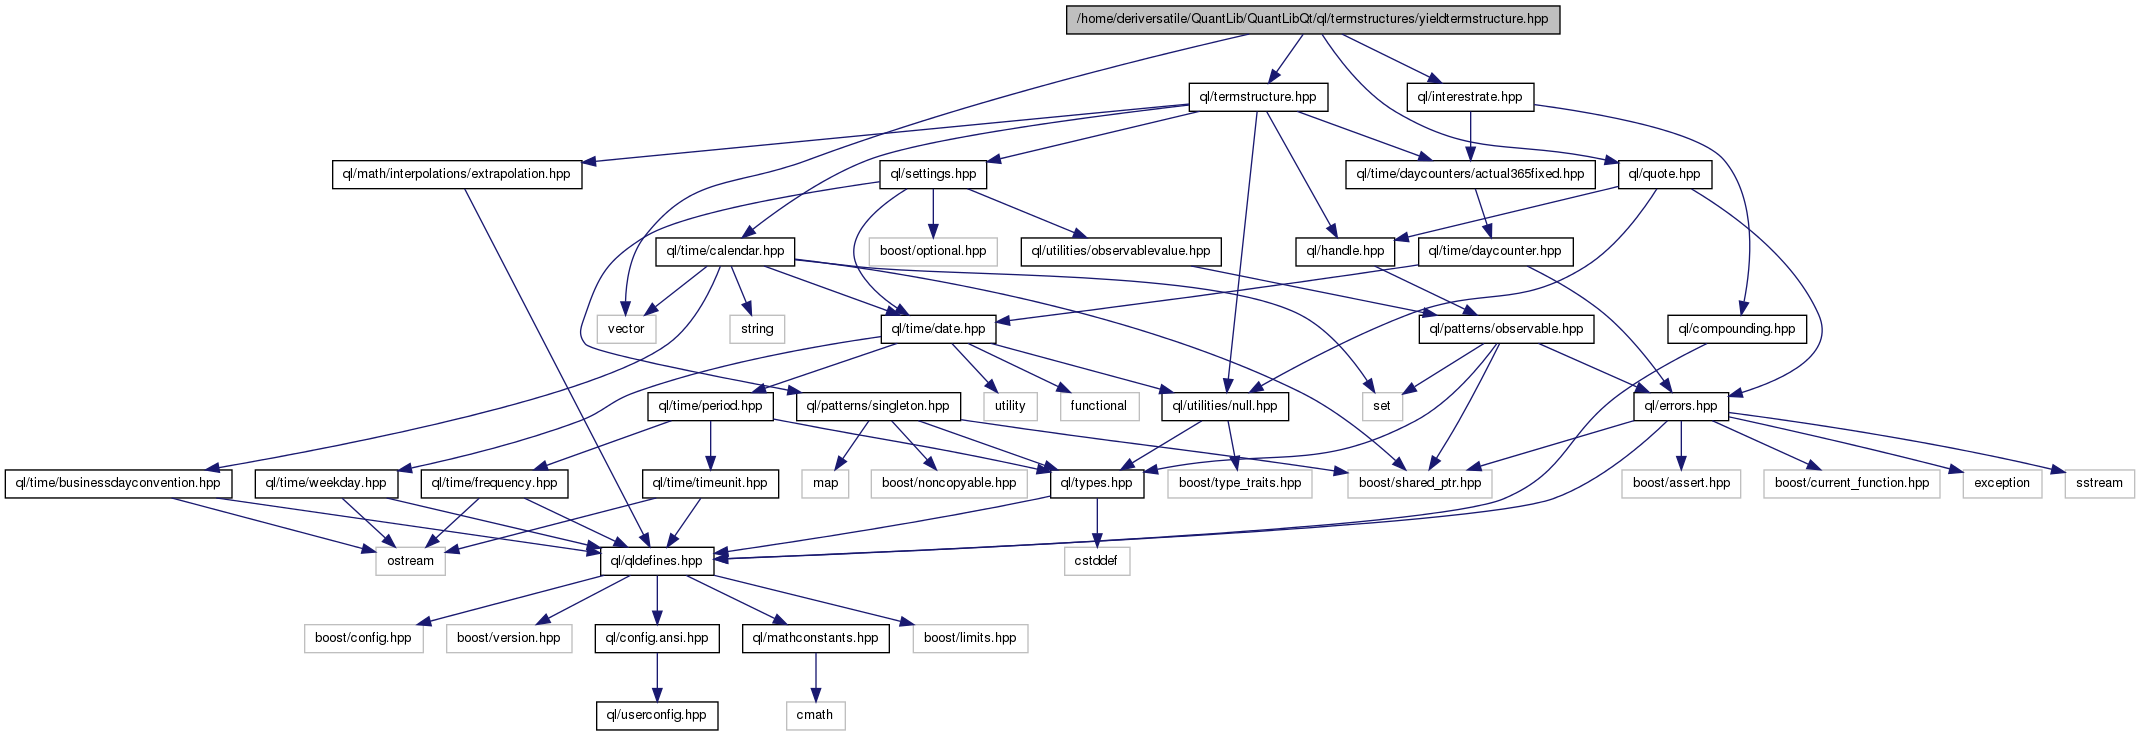 /home/deriversatile/QuantLib/QuantLibQt/ql/termstructures/yieldtermstructure.hpp
ql/termstructure.hpp
ql/interestrate.hpp
ql/math/interpolations/extrapolation.hpp
ql/settings.hpp
ql/time/daycounters/actual365fixed.hpp
ql/quote.hpp
ql/time/calendar.hpp
boost/optional.hpp
ql/utilities/observablevalue.hpp
ql/handle.hpp
ql/time/daycounter.hpp
vector
string
ql/time/date.hpp
ql/patterns/observable.hpp
ql/compounding.hpp
ql/time/period.hpp
ql/patterns/singleton.hpp
utility
functional
ql/utilities/null.hpp
set
ql/errors.hpp
ql/time/businessdayconvention.hpp
ql/time/weekday.hpp
ql/time/frequency.hpp
ql/time/timeunit.hpp
map
boost/noncopyable.hpp
ql/types.hpp
boost/type_traits.hpp
boost/shared_ptr.hpp
boost/assert.hpp
boost/current_function.hpp
exception
sstream
ostream
ql/qldefines.hpp
cstddef
boost/config.hpp
boost/version.hpp
ql/config.ansi.hpp
ql/mathconstants.hpp
boost/limits.hpp
ql/userconfig.hpp
cmath